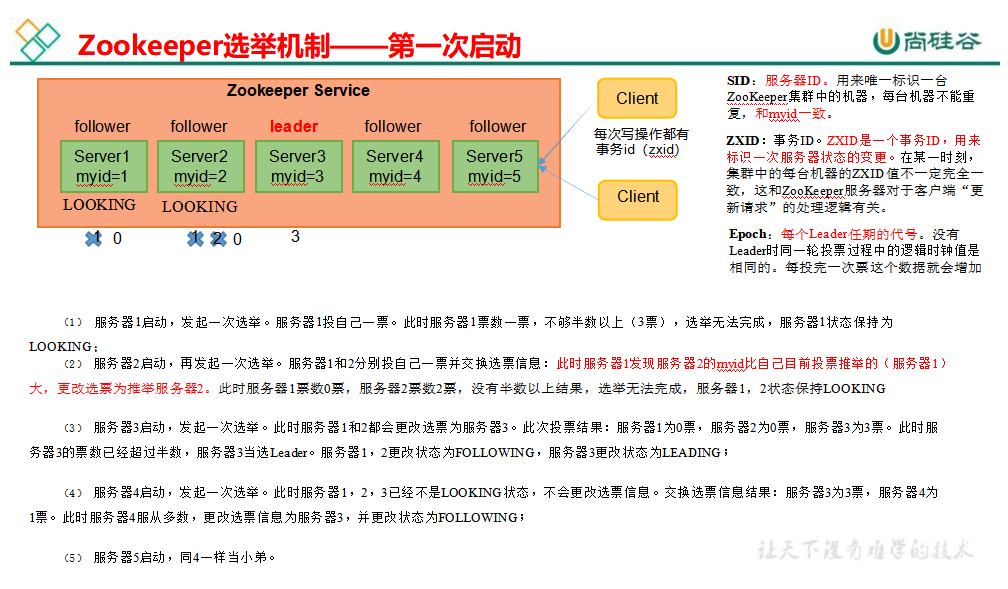 Zookeeper选举机制——第一次启动
尚硅谷
Zookeeper Service
follower
follower
leader
follower
follower
Server1
myid=1
Server2
myid=2
Server3
myid=3
Server4
myid=4
Server5
myid=5
LOOKING
LOOKING
1 0
1 2 0
3
Client
每次写操作都有
事务id（zxid）
Client
SID：服务器ID。用来唯一标识一台
ZooKeeper集群中的机器，每台机器不能重
复，和myid一致。
ZXID：事务ID。ZXID是一个事务ID，用来
标识一次服务器状态的变更。在某一时刻，
集群中的每台机器的ZXID值不一定完全一
致，这和ZooKeeper服务器对于客户端“更
新请求”的处理逻辑有关。
Epoch：每个Leader任期的代号。没有
Leader时同一轮投票过程中的逻辑时钟值是
相同的。每投完一次票这个数据就会增加
（1） 服务器1启动，发起一次选举。服务器1投自己一票。此时服务器1票数一票，不够半数以上（3票），选举无法完成，服务器1状态保持为
LOOKING；
（2） 服务器2启动，再发起一次选举。服务器1和2分别投自己一票并交换选票信息：此时服务器1发现服务器2的myid比自己目前投票推举的（服务器1）
大，更改选票为推举服务器2。此时服务器1票数0票，服务器2票数2票，没有半数以上结果，选举无法完成，服务器1，2状态保持LOOKING
（3） 服务器3启动，发起一次选举。此时服务器1和2都会更改选票为服务器3。此次投票结果：服务器1为0票，服务器2为0票，服务器3为3票。此时服
务器3的票数已经超过半数，服务器3当选Leader。服务器1，2更改状态为FOLLOWING，服务器3更改状态为LEADING；
（4） 服务器4启动，发起一次选举。此时服务器1，2，3已经不是LOOKING状态，不会更改选票信息。交换选票信息结果：服务器3为3票，服务器4为
1票。此时服务器4服从多数，更改选票信息为服务器3，并更改状态为FOLLOWING；
（5） 服务器5启动，同4一样当小弟。
让天下没有难学的技术